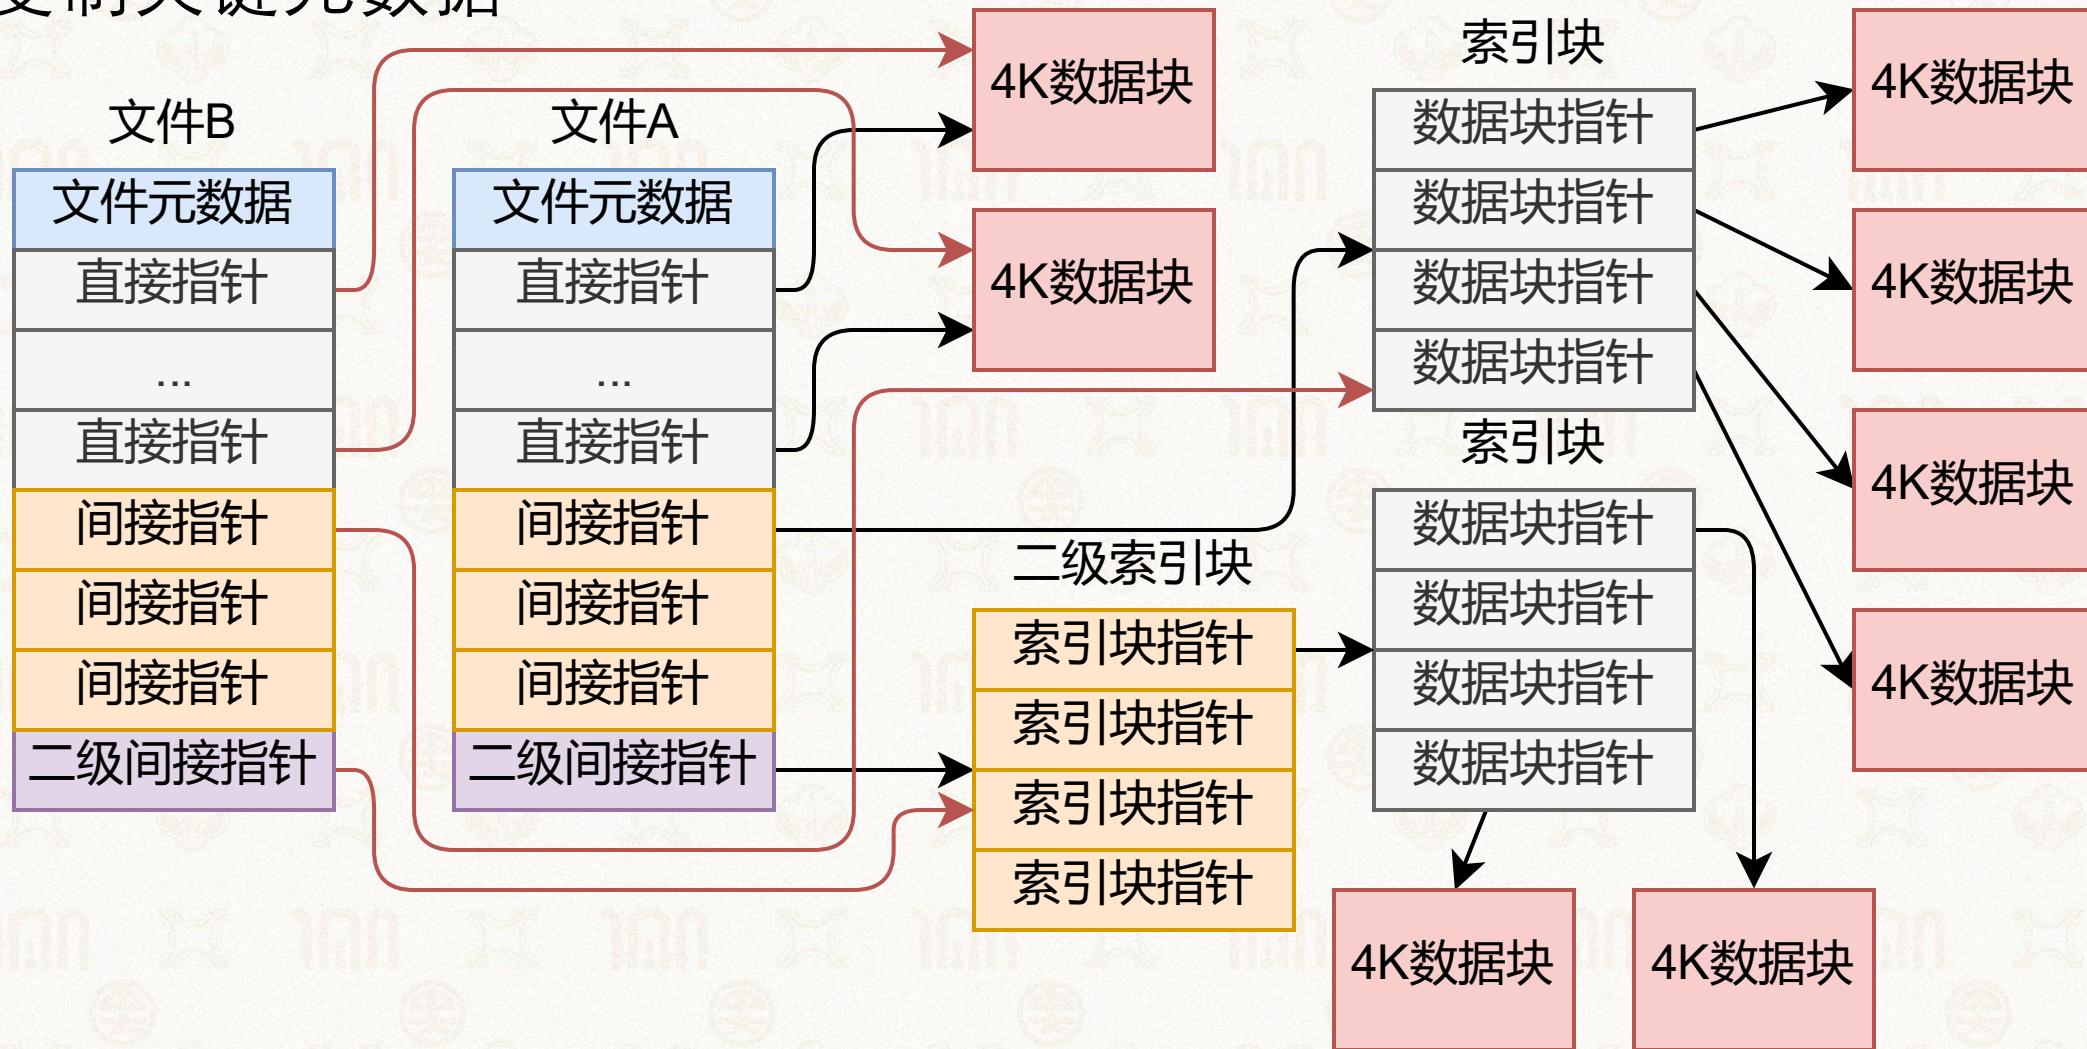 复制关键元数据
文件B
文件元数据
直接指针
...
直接指针
间接指针
间接指针
间接指针
二级间接指针
文件A
文件元数据
直接指针
...
直接指针
间接指针
间接指针
间接指针
二级间接指针
4K数据块
4K数据块
二级索引块
索引块指针
索引块指针
索引块指针
索引块指针
索引块
数据块指针
数据块指针
数据块指针
数据块指针
索引块
数据块指针
数据块指针
数据块指针
数据块指针
4K数据块
4K数据块
4K数据块
4K数据块
4K数据块
4K数据块